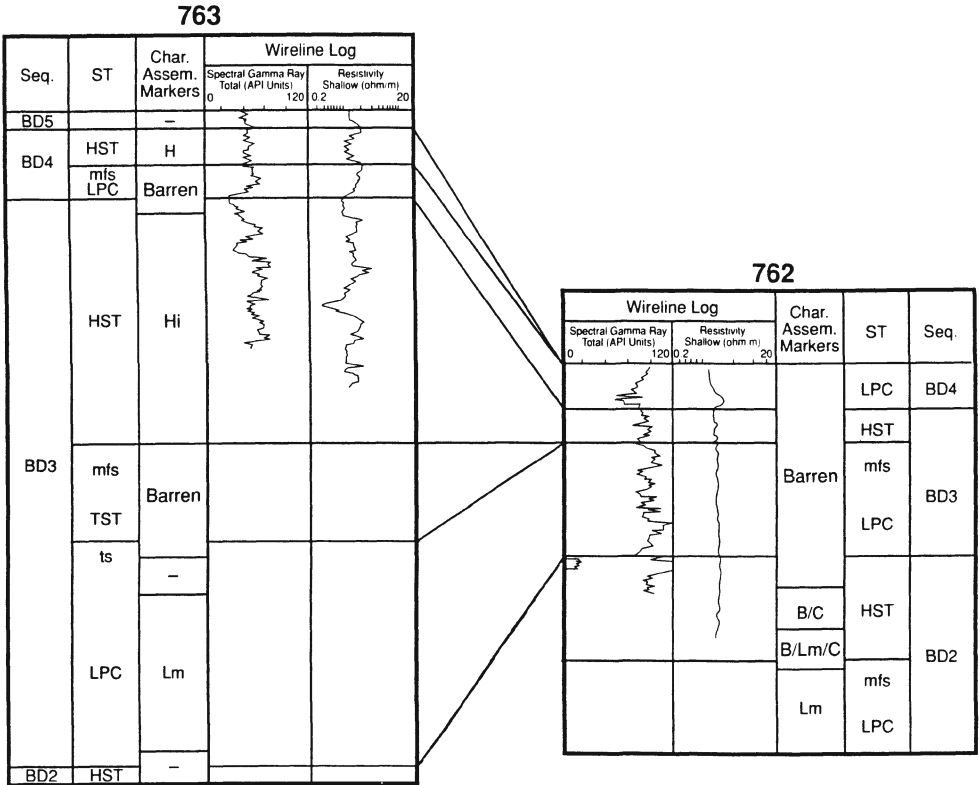 763
Seq.
ST
Char.
Assem.
Markers
Wireline Log
Spectral Gamma Ray
Total (API Units)
0 120
Resistivity
Shallow (ohm/m)
0.2 20
BD5
–
BD4
HST
H
mfs
LPC
Barren
BD3
HST
Hi
mfs
TST
Barren
ts
–
LPC
Lm
–
BD2
HST
762
Wireline Log
Spectral Gamma Ray
Total (API Units)
0 120
Resistivity
Shallow (ohm m)
0.2 20
Char.
Assem.
Markers
ST
Seq.
LPC
BD4
HST
Barren
mfs
LPC
BD3
B/C
HST
B/Lm/C
BD2
mfs
Lm
LPC